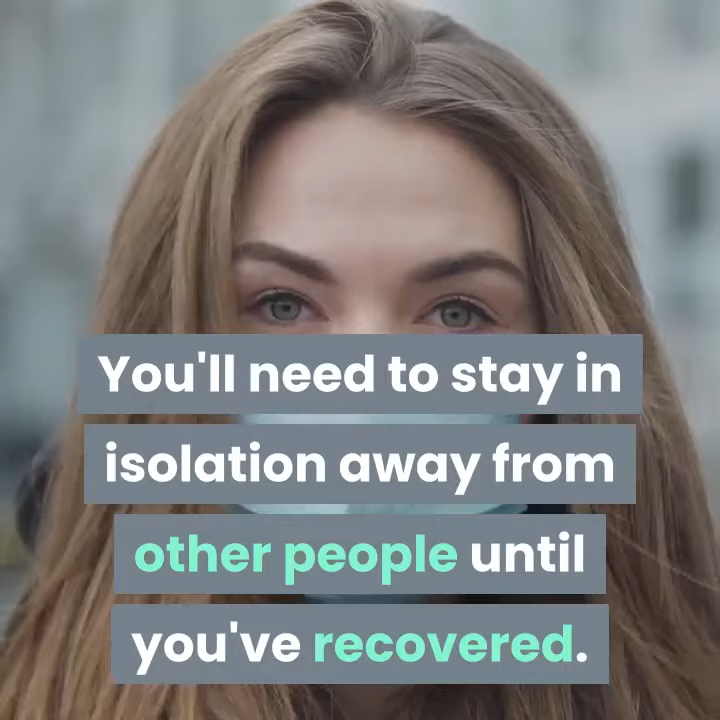 You'll need to stay in
isolation away from
other people until
you've recovered.